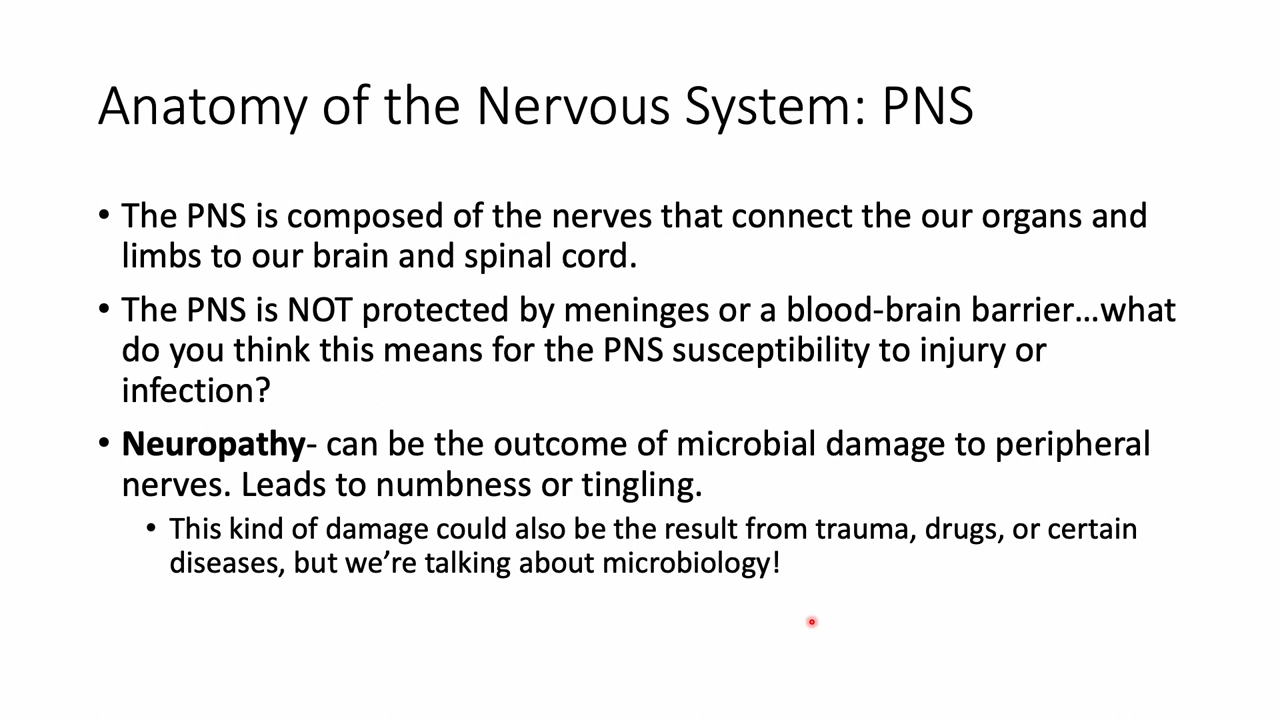 Anatomy of the Nervous System: PNS
• The PNS is composed of the nerves that connect the our organs and
limbs to our brain and spinal cord.
• The PNS is NOT protected by meninges or a blood-brain barrier...what
do you think this means for the PNS susceptibility to injury or
infection?
• Neuropathy- can be the outcome of microbial damage to peripheral
nerves. Leads to numbness or tingling.
• This kind of damage could also be the result from trauma, drugs, or certain
diseases, but we're talking about microbiology!